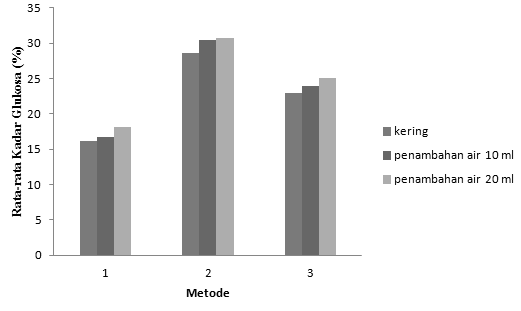 Rata-rata Kadar Glukosa (%)
35
30
25
20
15
10
5
0
1 2 3
Metode
kering
penambahan air 10 ml
penambahan air 20 ml